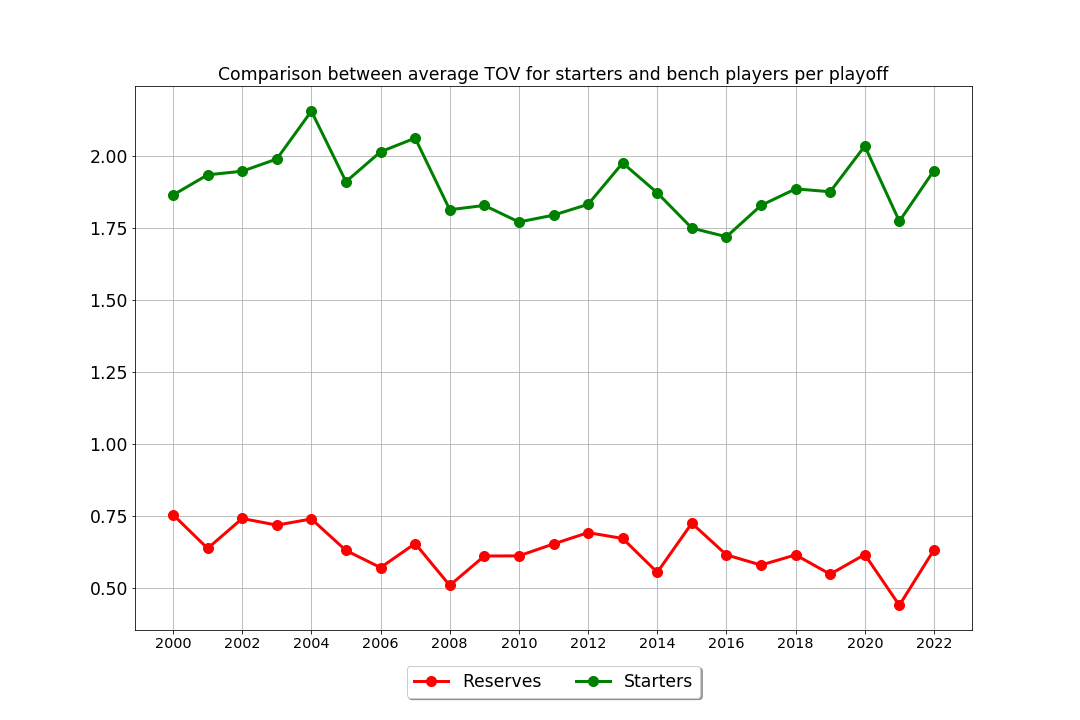 Comparison between average TOV for starters and bench players per playoff
2.00
1.75
1.50
1.25
1.00
0.75
0.50
2000 2002 2004 2006 2008 2010 2012 2014 2016 2018 2020 2022
Reserves Starters